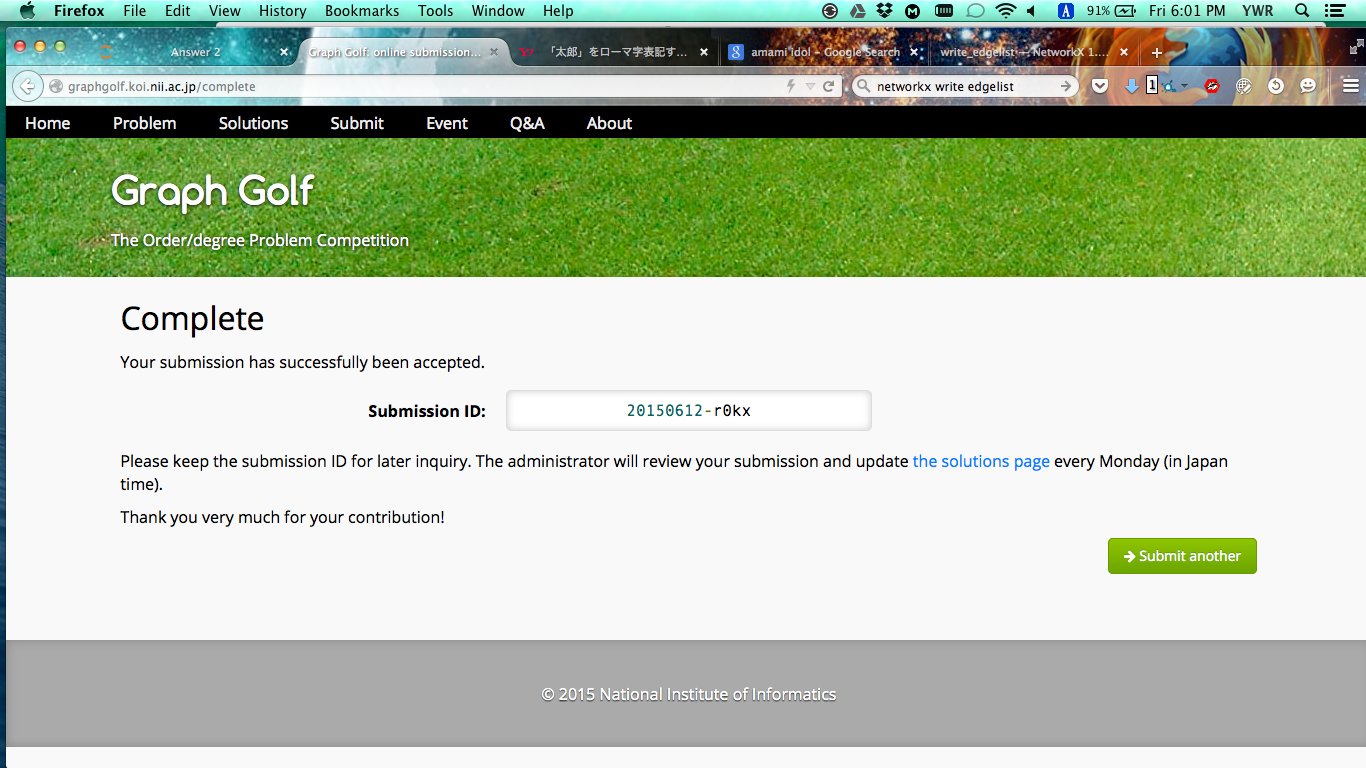 Firefox File Edit View History Bookmarks Tools Window Help 91% Fri 6:01 PM YWR
Answer 2 Graph Golf: online submission... 「太郎」をローマ字表記す... amami idol - Google Search write_edgelist — NetworkX 1....
graphgolf.koi.nii.ac.jp/complete networkx write edgelist
Home Problem Solutions Submit Event Q&A About
Graph Golf
The Order/degree Problem Competition
Complete
Your submission has successfully been accepted.
Submission ID: 20150612-r0kx
Please keep the submission ID for later inquiry. The administrator will review your submission and update the solutions page every Monday (in Japan
time).
Thank you very much for your contribution!
Submit another
© 2015 National Institute of Informatics